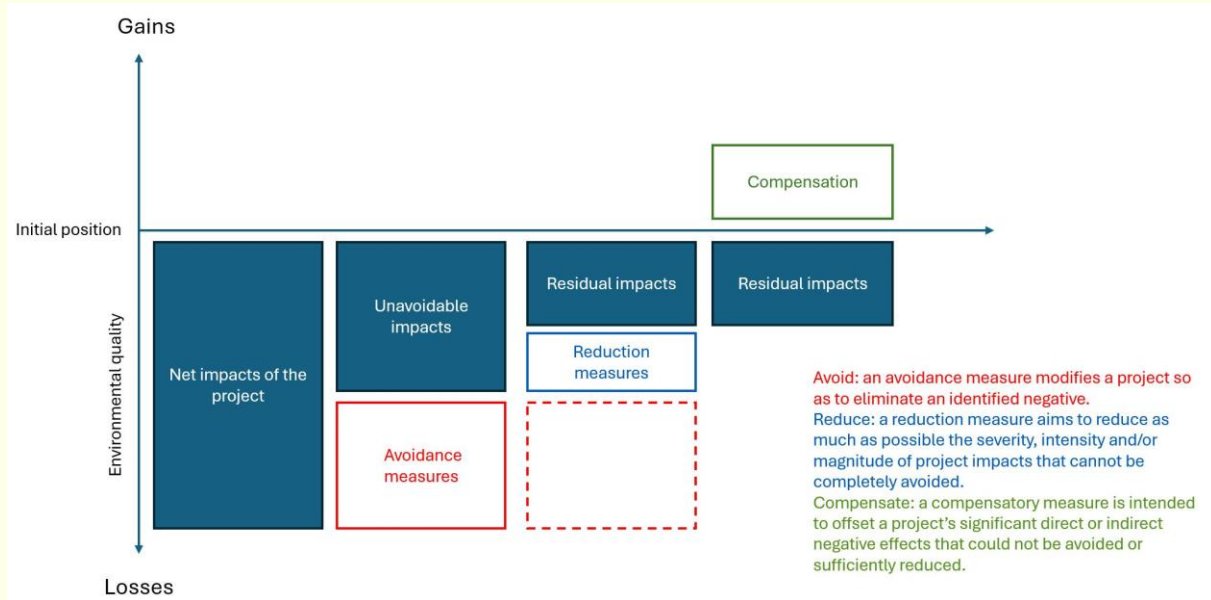 Gains
Compensation
Initial position
Environmental quality
Net impacts of the
project
Unavoidable
impacts
Avoidance
measures
Residual impacts
Reduction
measures
Residual impacts
Avoid: an avoidance measure modifies a project so
as to eliminate an identified negative.
Reduce: a reduction measure aims to reduce as
much as possible the severity, intensity and/or
magnitude of project impacts that cannot be
completely avoided.
Compensate: a compensatory measure is intended
to offset a project's significant direct or indirect
negative effects that could not be avoided or
sufficiently reduced.
Losses